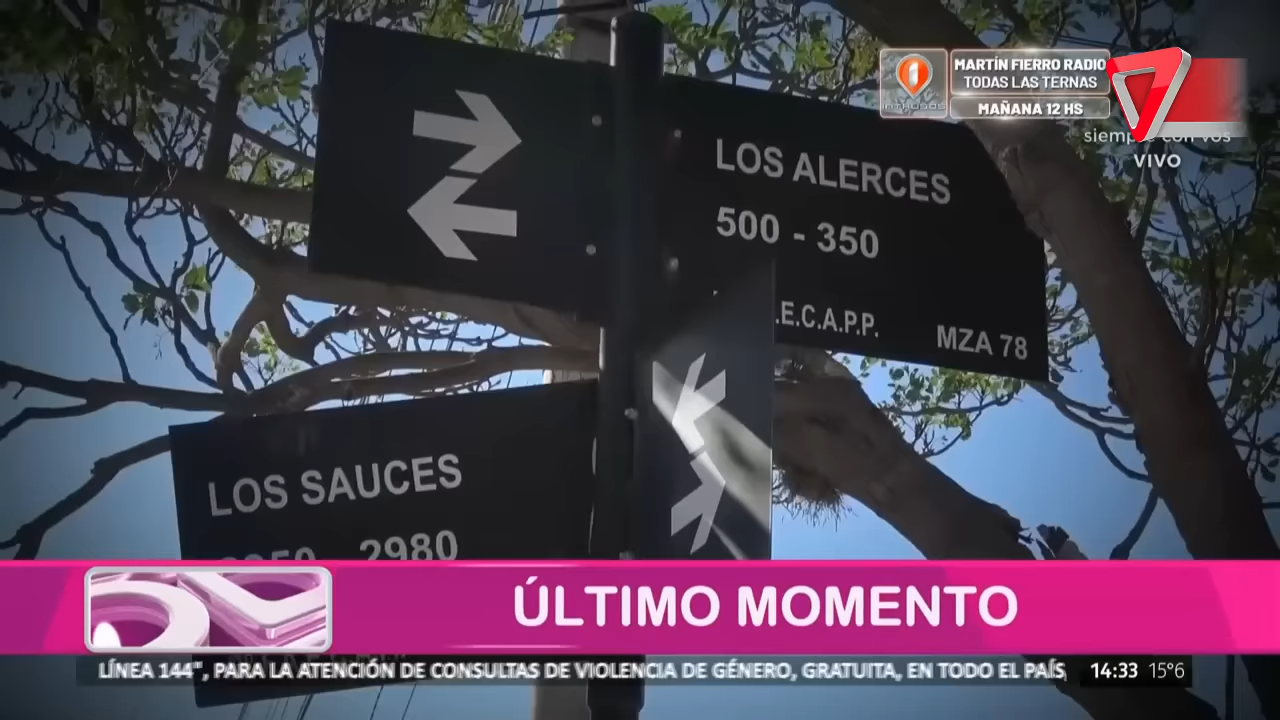 MARTÍN FIERRO RADIO
TODAS LAS TERNAS
INTRUSOS
MAÑANA 12 HS
VIVO
LOS ALERCES
500 - 350
.E.C.A.P.P.
MZA 78
LOS SAUCES
2980
ÚLTIMO MOMENTO
LÍNEA 144", PARA LA ATENCIÓN DE CONSULTAS DE VIOLENCIA DE GÉNERO, GRATUITA, EN TODO EL PAÍS
14:33 15°6